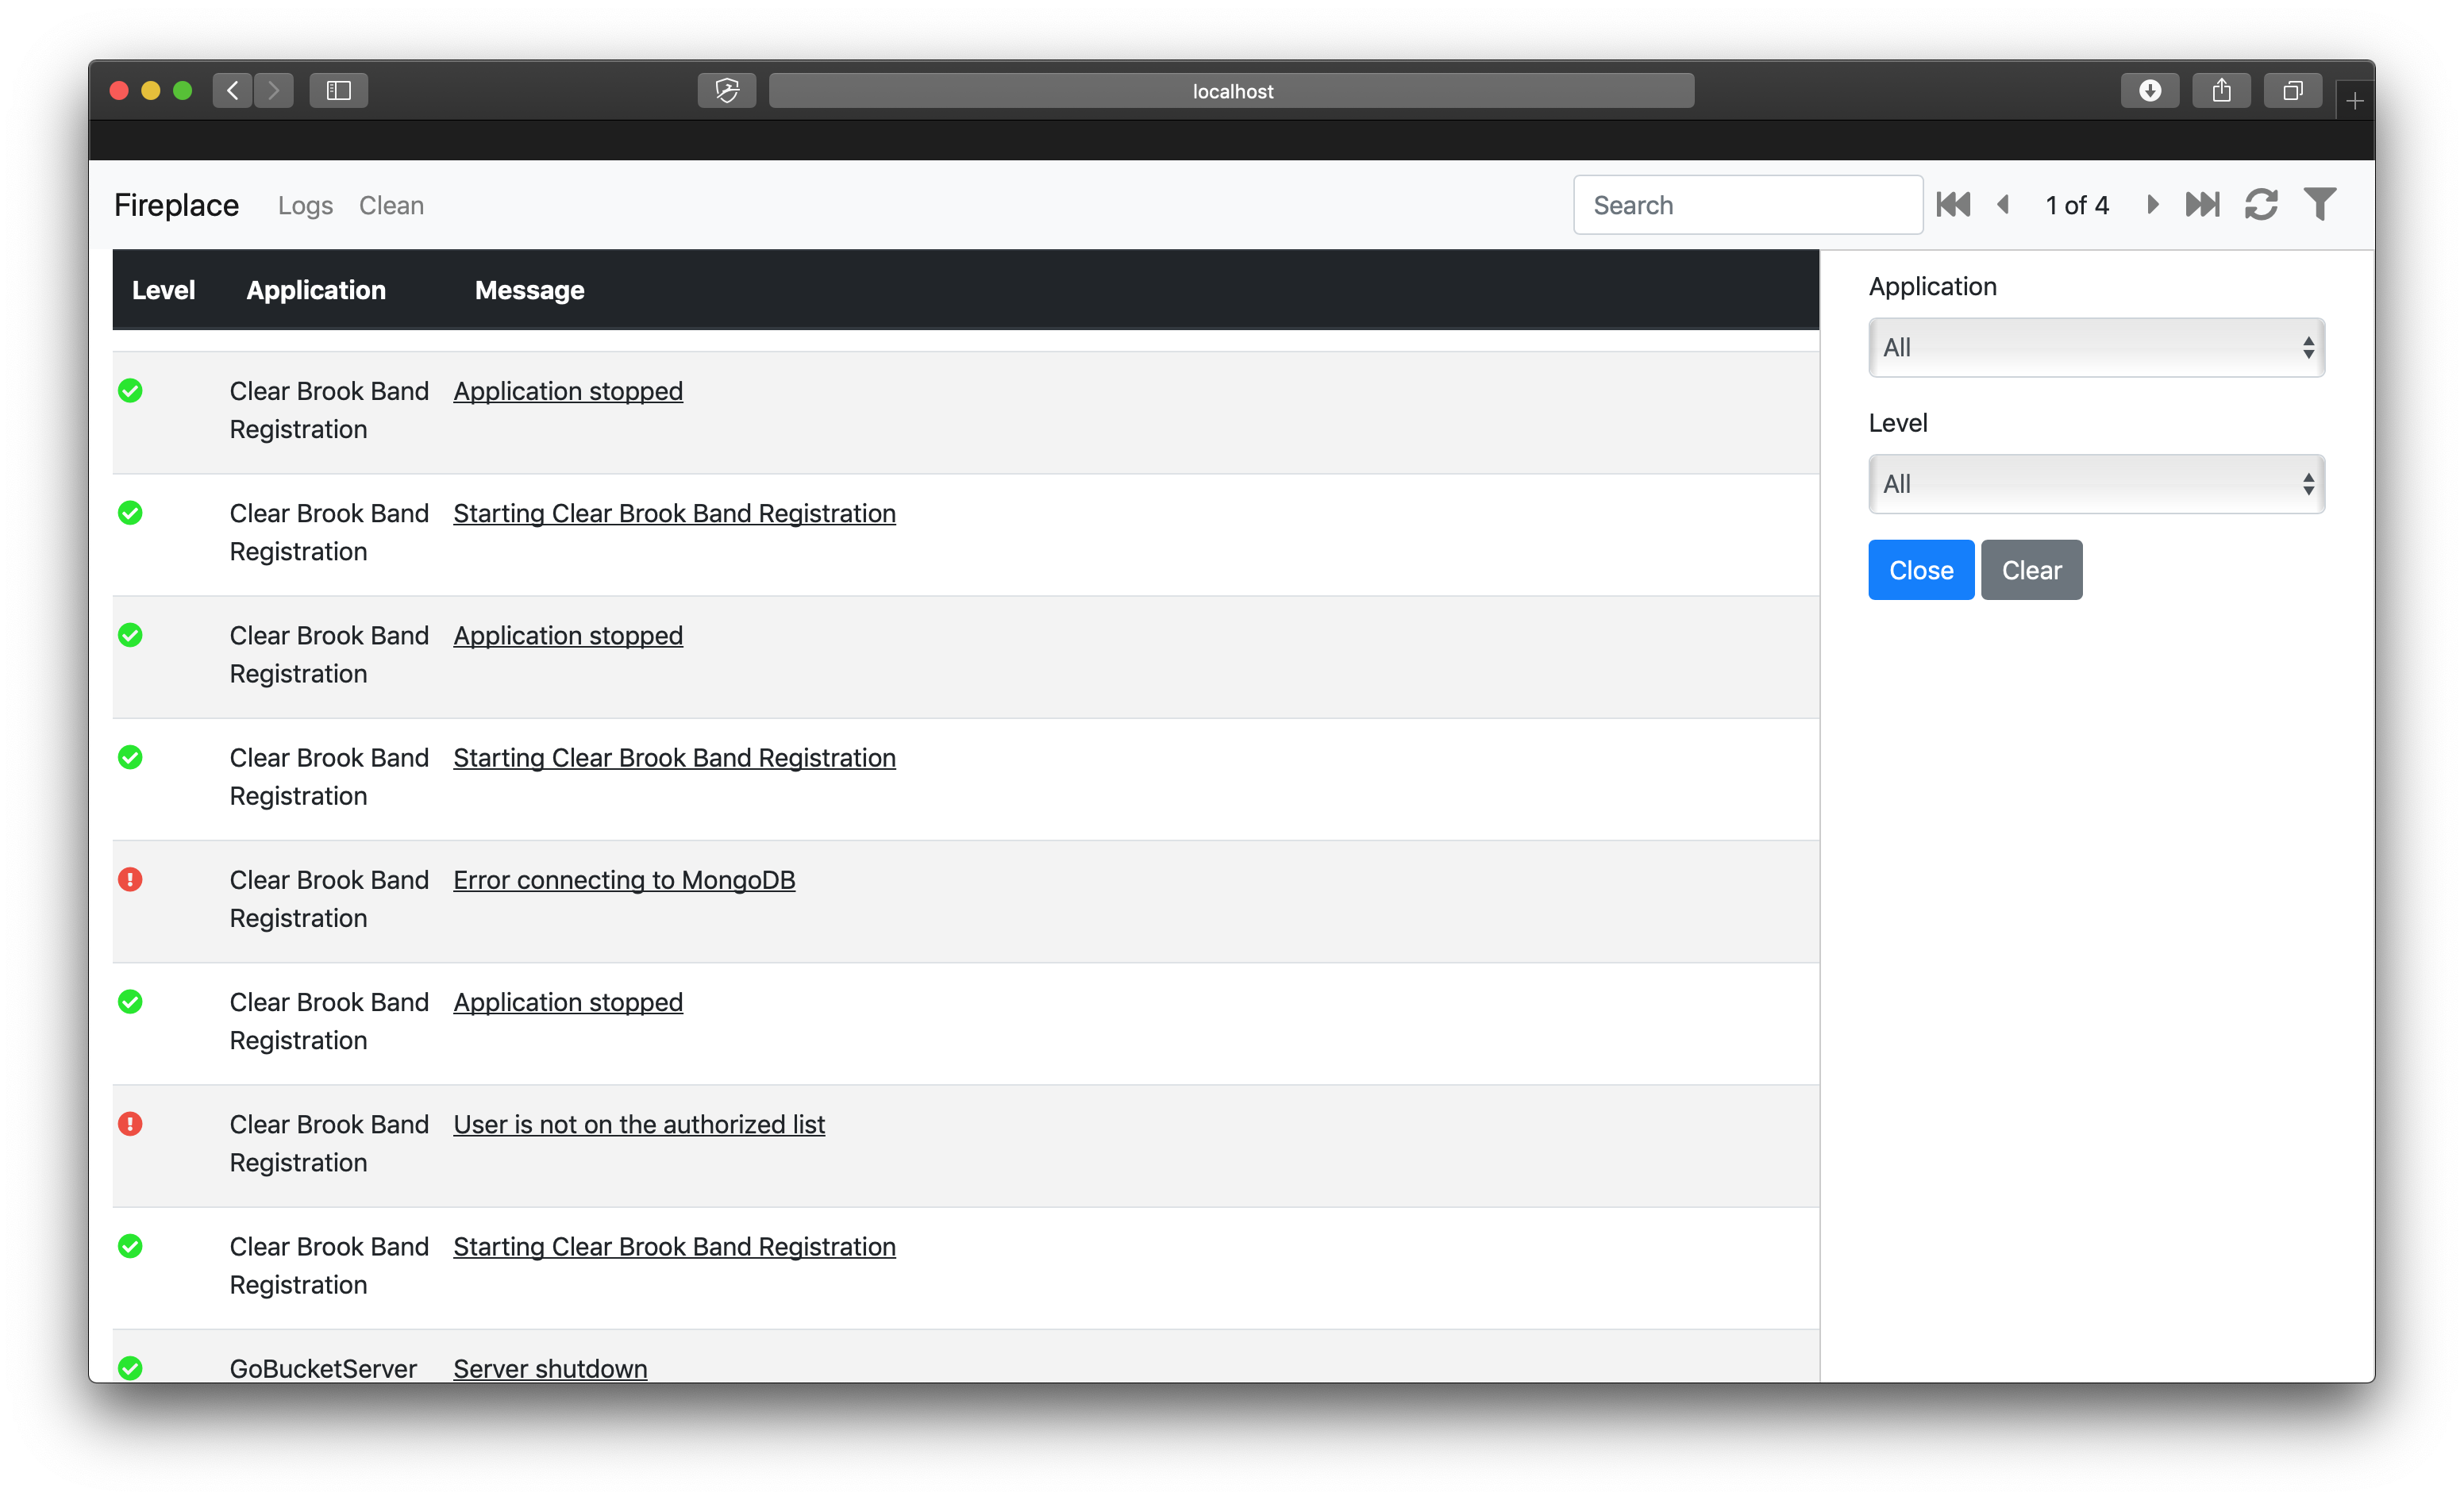 localhost
Fireplace Logs Clean Search 1 of 4
Level Application Message
Clear Brook Band Application stopped
Registration
Clear Brook Band Starting Clear Brook Band Registration
Registration
Clear Brook Band Application stopped
Registration
Clear Brook Band Starting Clear Brook Band Registration
Registration
Clear Brook Band Error connecting to MongoDB
Registration
Clear Brook Band Application stopped
Registration
Clear Brook Band User is not on the authorized list
Registration
Clear Brook Band Starting Clear Brook Band Registration
Registration
GoBucketServer Server shutdown
Application
All
Level
All
Close Clear